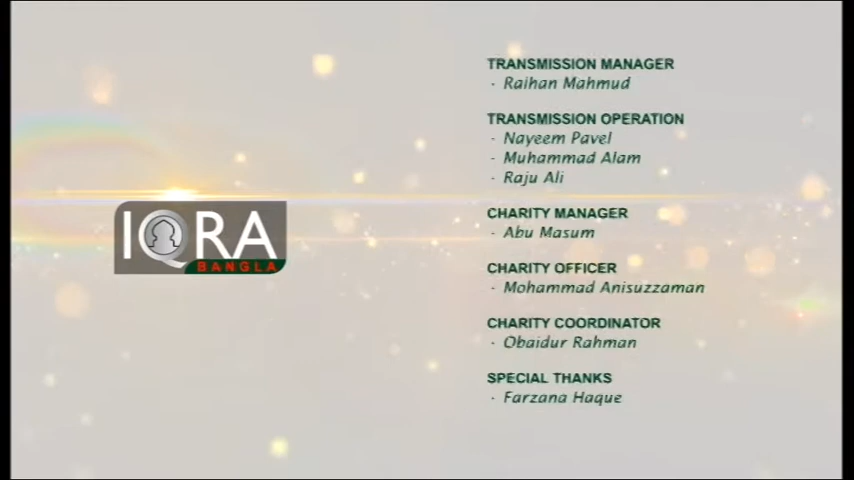 IQRA
BANGLA
TRANSMISSION MANAGER
- Raihan Mahmud
TRANSMISSION OPERATION
- Nayeem Pavel
- Muhammad Alam
- Raju Ali
CHARITY MANAGER
- Abu Masum
CHARITY OFFICER
- Mohammad Anisuzzaman
CHARITY COORDINATOR
- Obaidur Rahman
SPECIAL THANKS
- Farzana Haque